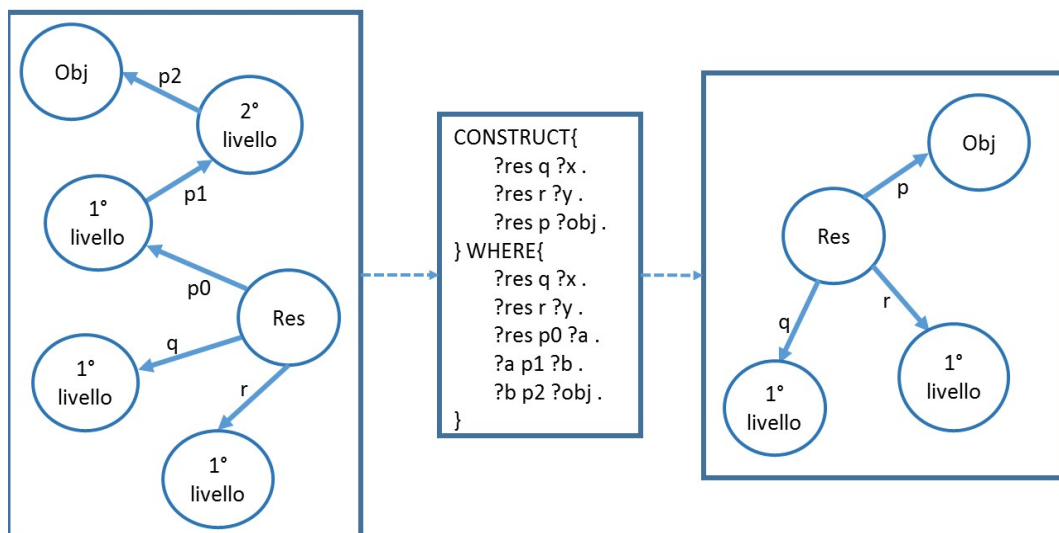 Obj
p2
2°
livello
p1
1°
livello
p0
Res
q
1°
livello
r
1°
livello
CONSTRUCT{
?res q ?x .
?res r ?y .
?res p ?obj .
} WHERE{
?res q ?x .
?res r ?y .
?res p0 ?a .
?a p1 ?b .
?b p2 ?obj .
}
Obj
p
Res
r
q
1°
livello
1°
livello